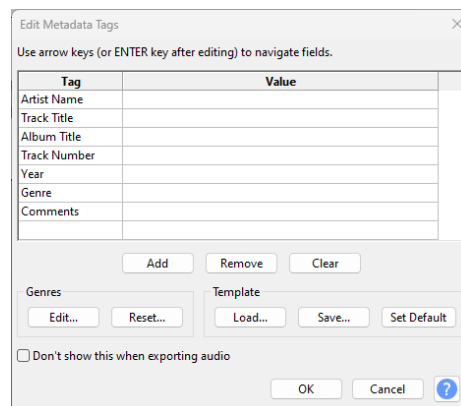 Edit Metadata Tags
Use arrow keys (or ENTER key after editing) to navigate fields.
Tag Value
Artist Name
Track Title
Album Title
Track Number
Year
Genre
Comments
Add Remove Clear
Genres Template
Edit... Reset... Load... Save... Set Default
Don't show this when exporting audio
OK Cancel ?